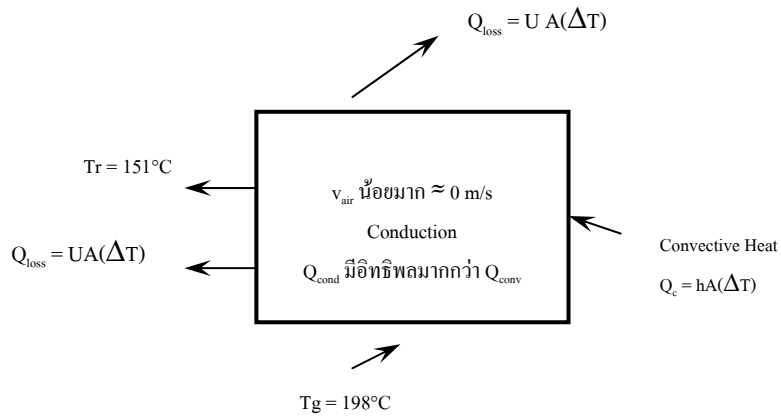 Q_loss = U A(ΔT)
Tr = 151°C
v_air น้อยมาก ≈ 0 m/s
Conduction
Q_loss = UA(ΔT)
Q_cond มีอิทธิพลมากกว่า Q_conv
Convective Heat
Q_c = hA(ΔT)
Tg = 198°C